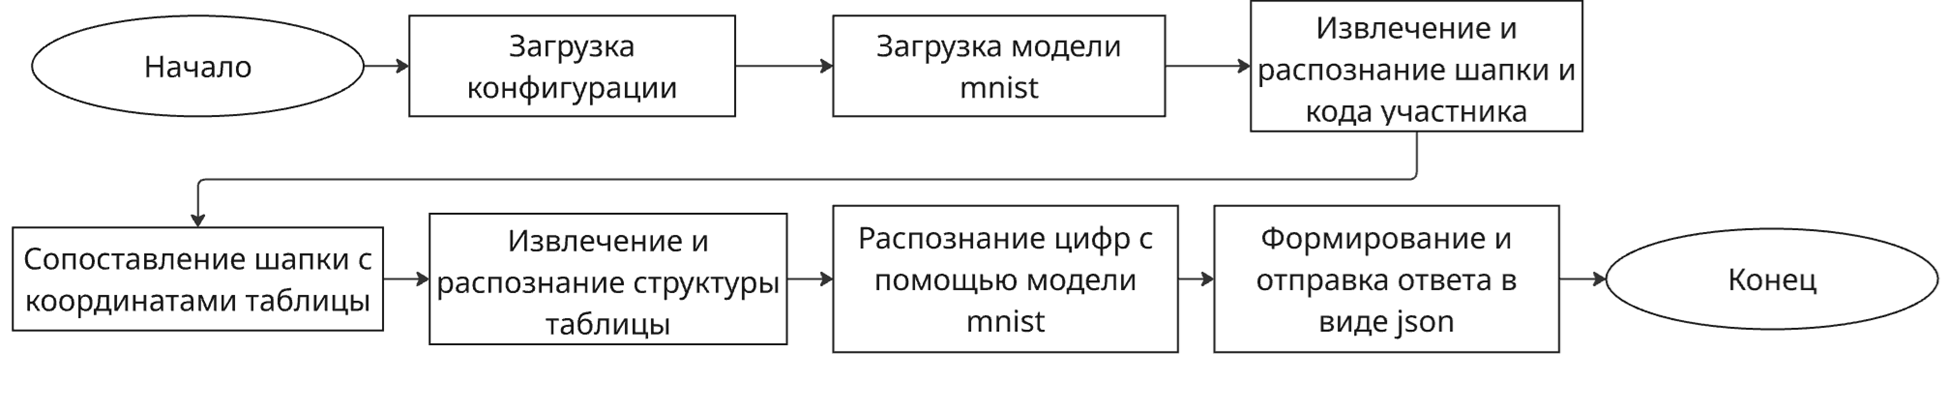 Начало
Загрузка
конфигурации
Загрузка модели
mnist
Извлечение и
распознание шапки и
кода участника
Сопоставление шапки с
координатами таблицы
Извлечение и
распознание структуры
таблицы
Распознание цифр с
помощью модели
mnist
Формирование и
отправка ответа в
виде json
Конец